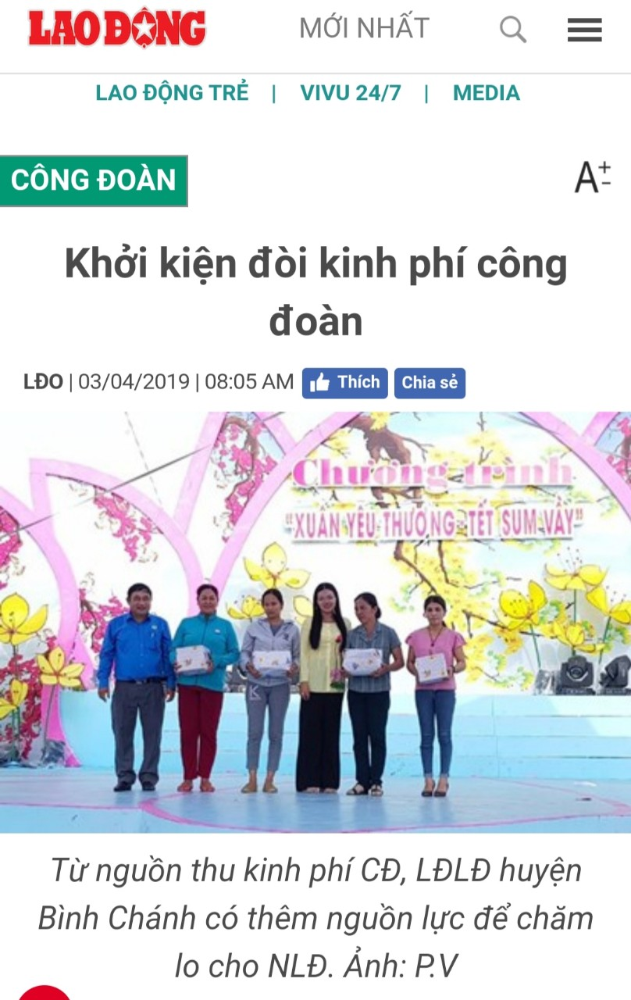 LAO ĐỘNG
MỚI NHẤT
LAO ĐỘNG TRẺ | VIVU 24/7 | MEDIA
CÔNG ĐOÀN
A+-
Khởi kiện đòi kinh phí công
đoàn
LĐO | 03/04/2019 | 08:05 AM Thích Chia sẻ
Chương trình
"XUÂN YÊU THƯƠNG-TẾT SUM VẦY"
Từ nguồn thu kinh phí CĐ, LĐLĐ huyện
Bình Chánh có thêm nguồn lực để chăm
lo cho NLĐ. Ảnh: P.V